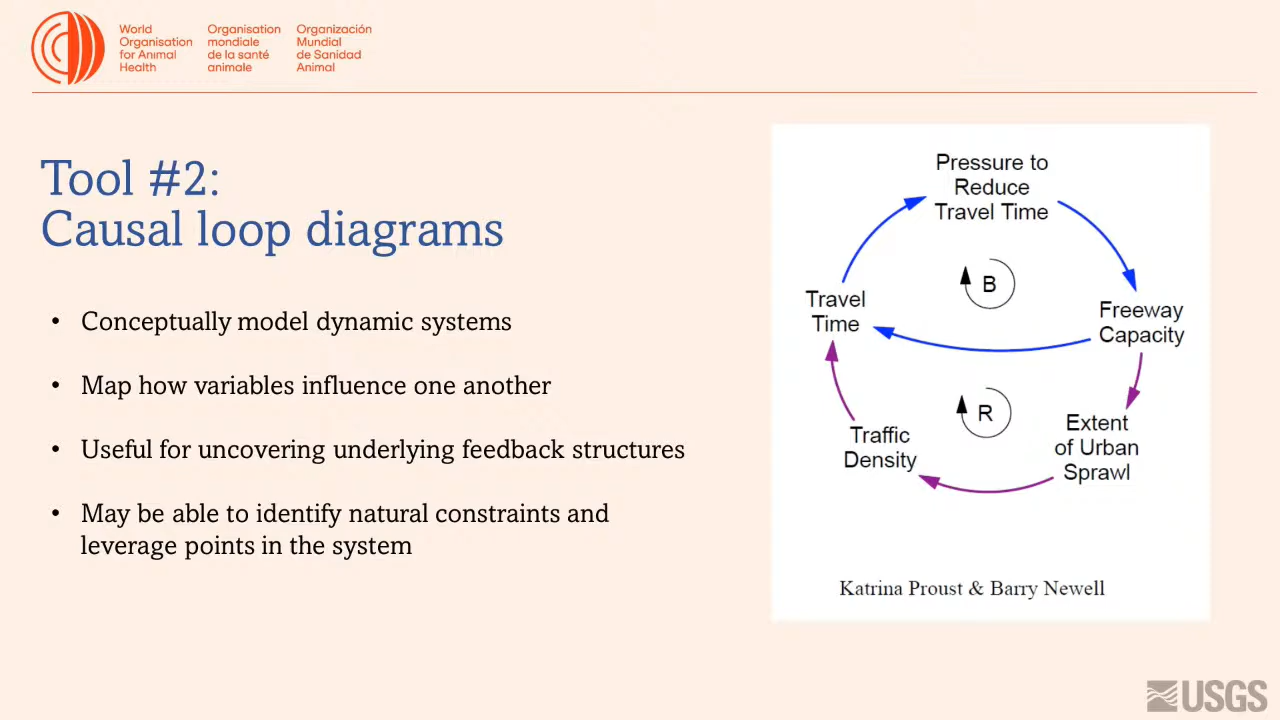 World
Organisation
for Animal
Health
Organisation
mondiale
de la santé
animale
Organización
Mundial
de Sanidad
Animal
Tool #2:
Causal loop diagrams
• Conceptually model dynamic systems
• Map how variables influence one another
• Useful for uncovering underlying feedback structures
• May be able to identify natural constraints and
leverage points in the system
Pressure to
Reduce
Travel Time
B
Travel
Time
Freeway
Capacity
R
Traffic
Density
Extent
of Urban
Sprawl
Katrina Proust & Barry Newell
USGS